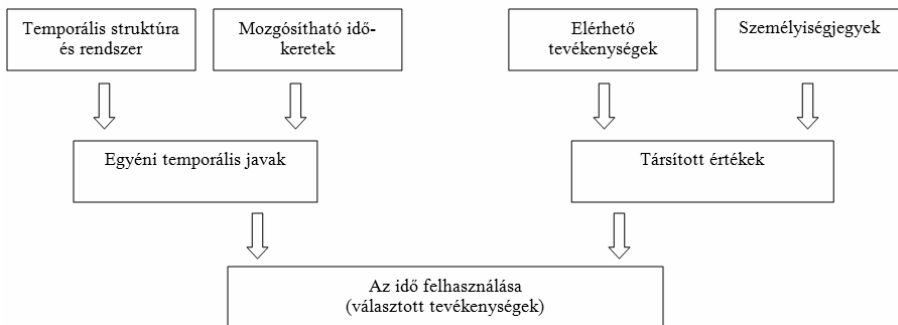 Temporális struktúra
és rendszer
Mozgósítható idő-
keretek
Elérhető
tevékenységek
Személyiségjegyek
Egyéni temporális javak
Társított értékek
Az idő felhasználása
(választott tevékenységek)